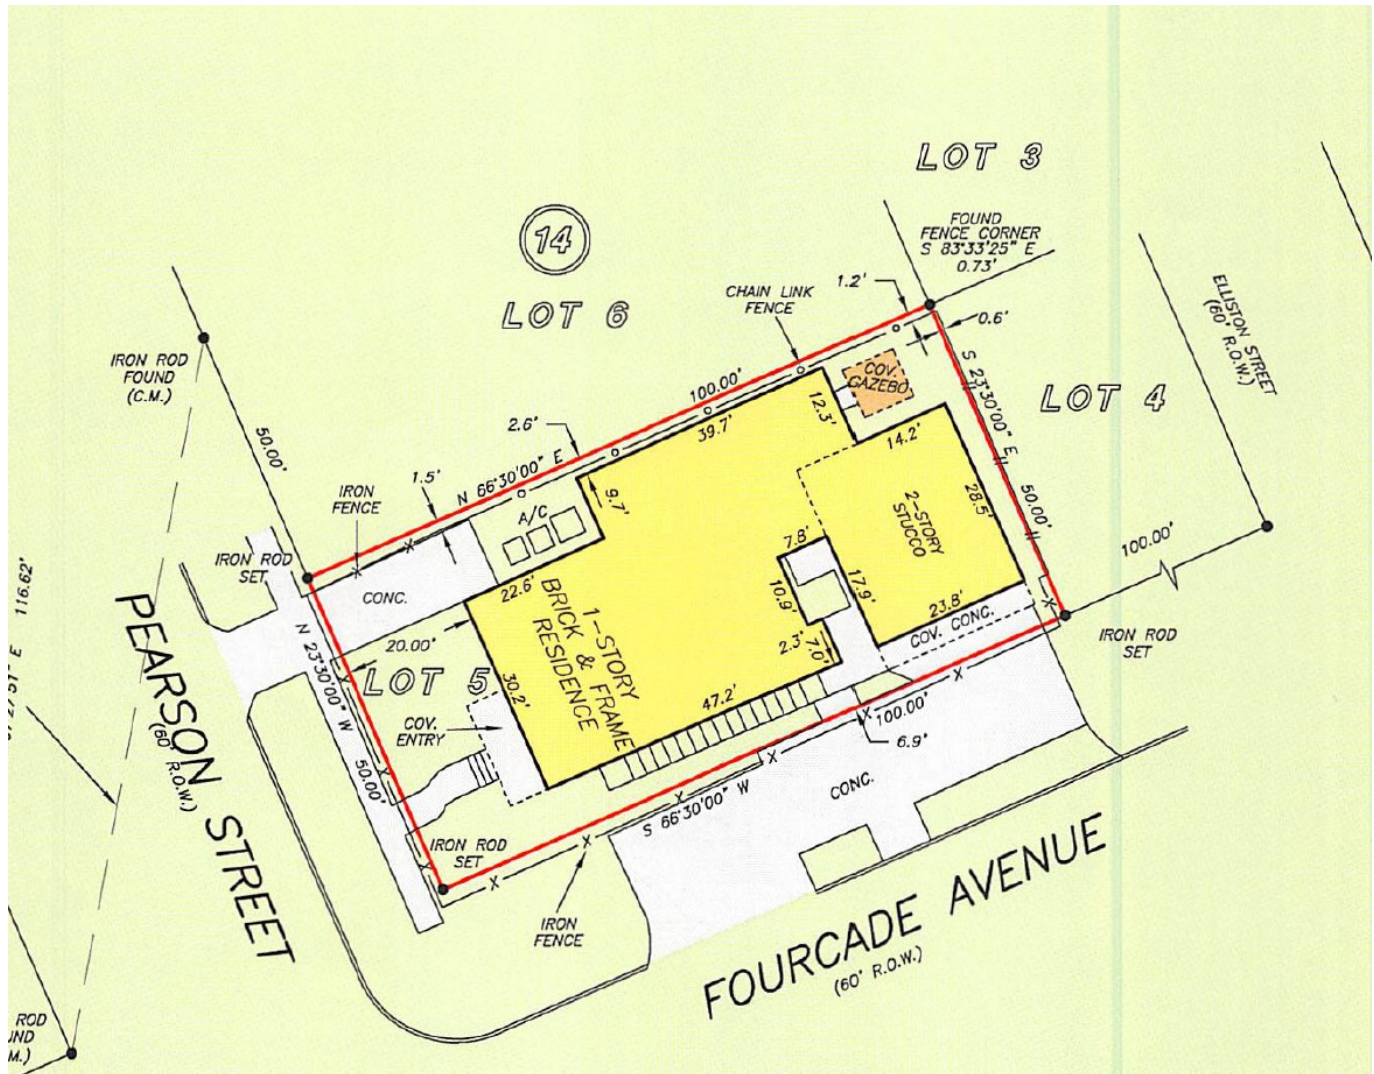 LOT 3
FOUND
FENCE CORNER
S 83°33'25" E
0.73'
14
LOT 6
CHAIN LINK
FENCE
1.2'
0.6'
ELLISTON STREET
(60' R.O.W.)
IRON ROD
FOUND
(C.M.)
50.00'
2.6'
100.00'
39.7'
12.3'
COV.
GAZEBO
S 23°30'00" E
50.00'
LOT 4
1.5'
N 66°30'00" E
IRON
FENCE
9.7'
A/C
14.2'
28.5'
2-STORY
STUCCO
100.00'
IRON ROD
SET
CONC.
22.6'
7.8'
10.9'
17.9'
23.8'
COV. CONC.
IRON ROD
SET
116.62'
E
PEARSON STREET
(60' R.O.W.)
N 23°30'00" W
50.00'
20.00'
LOT 5
30.2'
1-STORY
BRICK & FRAME
RESIDENCE
2.3'
7.0'
47.2'
COV.
ENTRY
100.00'
6.9'
CONC.
S 66°30'00" W
IRON ROD
SET
IRON
FENCE
FOURCADE AVENUE
(60' R.O.W.)
ROD